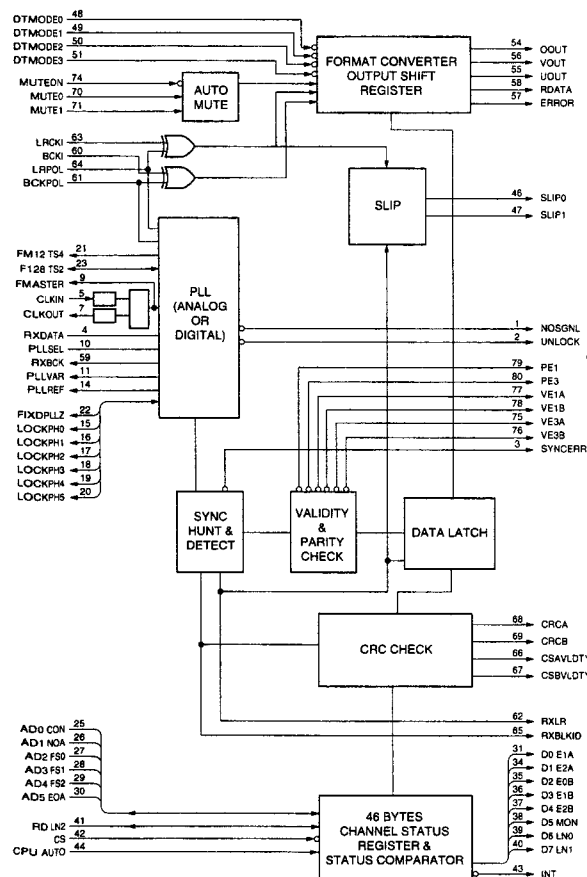 DTMODE0 48
DTMODE1 49
DTMODE2 50
DTMODE3 51
MUTEON 74
MUTE0 70
MUTE1 71
AUTO
MUTE
FORMAT CONVERTER
OUTPUT SHIFT
REGISTER
54 OOUT
56 VOUT
55 UOUT
58 RDATA
57 ERROR
LRCKI 63
BCKI 60
LRPOL 64
BCKPOL 61
SLIP
46 SLIP0
47 SLIP1
FM12 TS4 21
F128 TS2 23
FMASTER 9
CLKIN 5
CLKOUT 7
RXDATA 4
PLLSEL 10
RXBCK 59
PLLVAR 11
PLLREF 14
PLL
(ANALOG
OR
DIGITAL)
1 NOSGNL
2 UNLOCK
FIXDPLLZ 22
LOCKPH0 15
LOCKPH1 16
LOCKPH2 17
LOCKPH3 18
LOCKPH4 19
LOCKPH5 20
79 PE1
80 PE3
77 VE1A
78 VE1B
75 VE3A
76 VE3B
3 SYNCERR
SYNC
HUNT &
DETECT
VALIDITY
&
PARITY
CHECK
DATA LATCH
CRC CHECK
68 CRCA
69 CRCB
66 CSAVLDTY
67 CSBVLDTY
62 RXLR
65 RXBLKID
AD0 CON 25
AD1 NOA 26
AD2 FS0 27
AD3 FS1 28
AD4 FS2 29
AD5 EOA 30
RD LN2 41
CS 42
CPU AUTO 44
46 BYTES
CHANNEL STATUS
REGISTER &
STATUS COMPARATOR
31 D0 E1A
34 D1 E2A
35 D2 E0B
36 D3 E1B
37 D4 E2B
38 D5 MON
39 D6 LN0
40 D7 LN1
43 INT